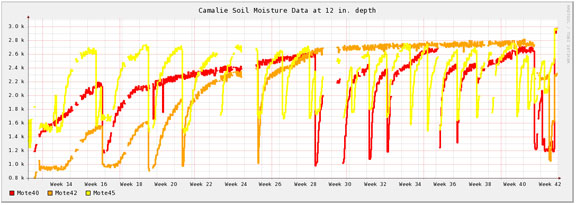 Camalie Soil Moisture Data at 12 in. depth
3.0 k
2.8 k
2.6 k
2.4 k
2.2 k
2.0 k
1.8 k
1.6 k
1.4 k
1.2 k
1.0 k
0.8 k
Week 14 Week 16 Week 18 Week 20 Week 22 Week 24 Week 26 Week 28 Week 30 Week 32 Week 34 Week 36 Week 38 Week 40 Week 42
Mote40 Mote42 Mote45